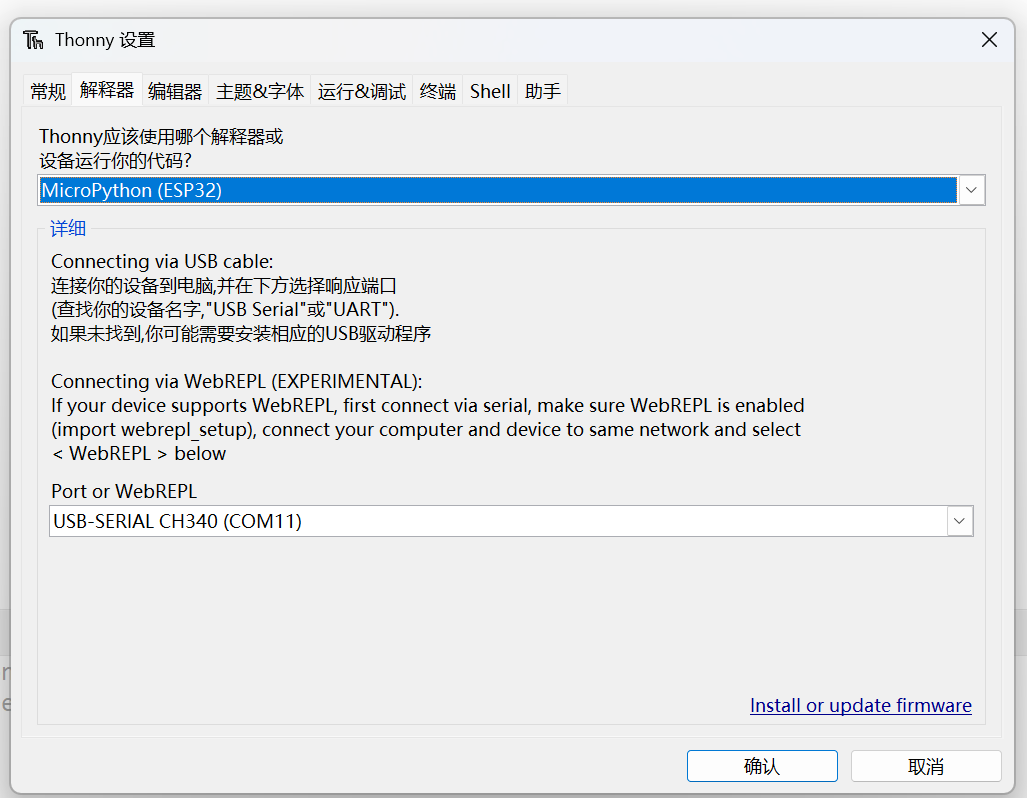 Thonny 设置
常规 解释器 编辑器 主题&字体 运行&调试 终端 Shell 助手
Thonny应该使用哪个解释器或
设备运行你的代码?
MicroPython (ESP32)
详细
Connecting via USB cable:
连接你的设备到电脑,并在下方选择响应端口
(查找你的设备名字,"USB Serial"或"UART").
如果未找到,你可能需要安装相应的USB驱动程序
Connecting via WebREPL (EXPERIMENTAL):
If your device supports WebREPL, first connect via serial, make sure WebREPL is enabled
(import webrepl_setup), connect your computer and device to same network and select
< WebREPL > below
Port or WebREPL
USB-SERIAL CH340 (COM11)
Install or update firmware
确认 取消